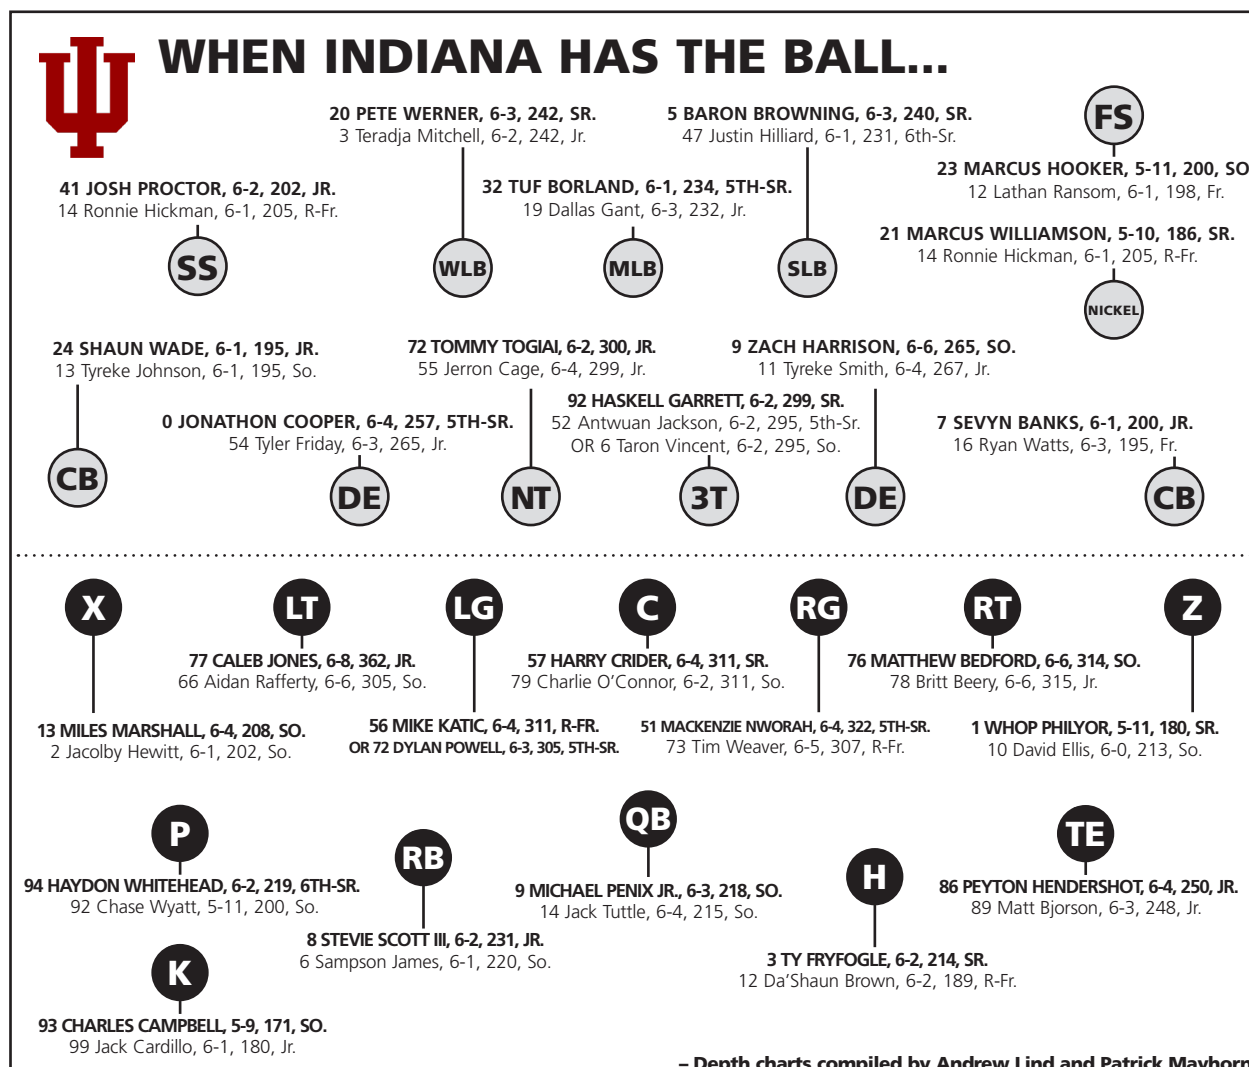 WHEN INDIANA HAS THE BALL...
20 PETE WERNER, 6-3, 242, SR.
3 Teradja Mitchell, 6-2, 242, Jr.
5 BARON BROWNING, 6-3, 240, SR.
47 Justin Hilliard, 6-1, 231, 6th-Sr.
FS
23 MARCUS HOOKER, 5-11, 200, SO
12 Lathan Ransom, 6-1, 198, Fr.
41 JOSH PROCTOR, 6-2, 202, JR.
14 Ronnie Hickman, 6-1, 205, R-Fr.
32 TUF BORLAND, 6-1, 234, 5TH-SR.
19 Dallas Gant, 6-3, 232, Jr.
21 MARCUS WILLIAMSON, 5-10, 186, SR.
14 Ronnie Hickman, 6-1, 205, R-Fr.
SS
WLB
MLB
SLB
NICKEL
24 SHAUN WADE, 6-1, 195, JR.
13 Tyreke Johnson, 6-1, 195, So.
72 TOMMY TOGIAI, 6-2, 300, JR.
55 Jerron Cage, 6-4, 299, Jr.
9 ZACH HARRISON, 6-6, 265, SO.
11 Tyreke Smith, 6-4, 267, Jr.
0 JONATHON COOPER, 6-4, 257, 5TH-SR.
54 Tyler Friday, 6-3, 265, Jr.
92 HASKELL GARRETT, 6-2, 299, SR.
52 Antwuan Jackson, 6-2, 295, 5th-Sr.
OR 6 Taron Vincent, 6-2, 295, So.
7 SEVYN BANKS, 6-1, 200, JR.
16 Ryan Watts, 6-3, 195, Fr.
CB
DE
NT
3T
DE
CB
X
LT
LG
C
RG
RT
Z
77 CALEB JONES, 6-8, 362, JR.
66 Aidan Rafferty, 6-6, 305, So.
57 HARRY CRIDER, 6-4, 311, SR.
79 Charlie O'Connor, 6-2, 311, So.
76 MATTHEW BEDFORD, 6-6, 314, SO.
78 Britt Beery, 6-6, 315, Jr.
13 MILES MARSHALL, 6-4, 208, SO.
2 Jacolby Hewitt, 6-1, 202, So.
56 MIKE KATIC, 6-4, 311, R-FR.
OR 72 DYLAN POWELL, 6-3, 305, 5TH-SR.
51 MACKENZIE NWORAH, 6-4, 322, 5TH-SR.
73 Tim Weaver, 6-5, 307, R-Fr.
1 WHOP PHILYOR, 5-11, 180, SR.
10 David Ellis, 6-0, 213, So.
P
RB
QB
H
TE
94 HAYDON WHITEHEAD, 6-2, 219, 6TH-SR.
92 Chase Wyatt, 5-11, 200, So.
9 MICHAEL PENIX JR., 6-3, 218, SO.
14 Jack Tuttle, 6-4, 215, So.
86 PEYTON HENDERSHOT, 6-4, 250, JR.
89 Matt Bjorson, 6-3, 248, Jr.
8 STEVIE SCOTT III, 6-2, 231, JR.
6 Sampson James, 6-1, 220, So.
3 TY FRYFOGLE, 6-2, 214, SR.
12 Da'Shaun Brown, 6-2, 189, R-Fr.
K
93 CHARLES CAMPBELL, 5-9, 171, SO.
99 Jack Cardillo, 6-1, 180, Jr.
– Depth charts compiled by Andrew Lind and Patrick Mayhorn